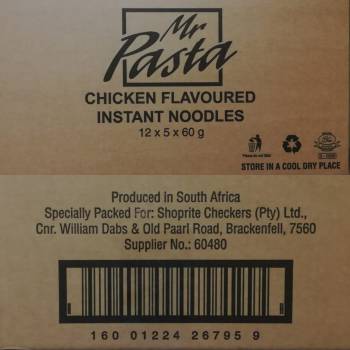 Mr
Pasta
CHICKEN FLAVOURED
INSTANT NOODLES
12 x 5 x 60 g
STORE IN A COOL DRY PLACE
Produced in South Africa
Specially Packed For: Shoprite Checkers (Pty) Ltd.,
Cnr. William Dabs & Old Paarl Road, Brackenfell, 7560
Supplier No.: 60480
160 01224 26795 9